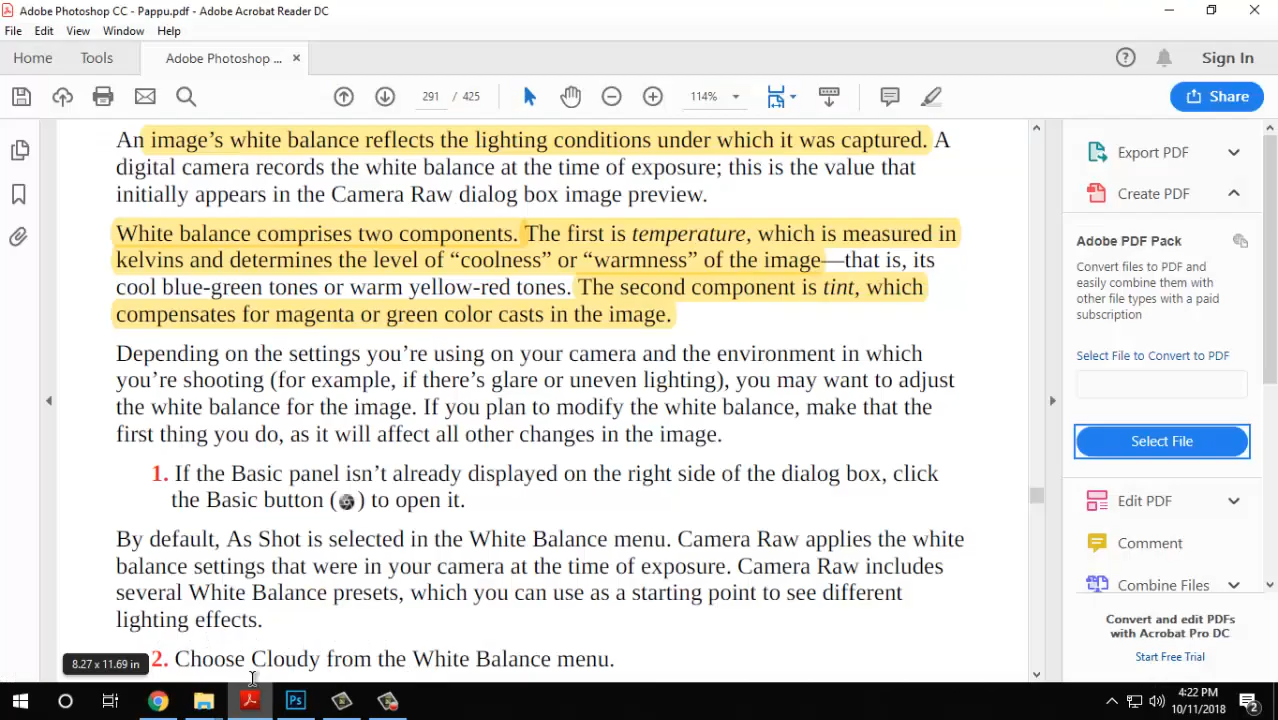 Adobe Photoshop CC - Pappu.pdf - Adobe Acrobat Reader DC
File Edit View Window Help
Home Tools Adobe Photoshop ... × Sign In
291 / 425 114% Share
An image’s white balance reflects the lighting conditions under which it was captured. A
digital camera records the white balance at the time of exposure; this is the value that
initially appears in the Camera Raw dialog box image preview.
White balance comprises two components. The first is temperature, which is measured in
kelvins and determines the level of “coolness” or “warmness” of the image—that is, its
cool blue-green tones or warm yellow-red tones. The second component is tint, which
compensates for magenta or green color casts in the image.
Depending on the settings you’re using on your camera and the environment in which
you’re shooting (for example, if there’s glare or uneven lighting), you may want to adjust
the white balance for the image. If you plan to modify the white balance, make that the
first thing you do, as it will affect all other changes in the image.
1. If the Basic panel isn’t already displayed on the right side of the dialog box, click
the Basic button ( ) to open it.
By default, As Shot is selected in the White Balance menu. Camera Raw applies the white
balance settings that were in your camera at the time of exposure. Camera Raw includes
several White Balance presets, which you can use as a starting point to see different
lighting effects.
2. Choose Cloudy from the White Balance menu.
8.27 x 11.69 in
Export PDF
Create PDF
Adobe PDF Pack
Convert files to PDF and
easily combine them
with other file types with a paid
subscription
Select File to Convert to PDF
Select File
Edit PDF
Comment
Combine Files
Convert and edit PDFs
with Acrobat Pro DC
Start Free Trial
Ps
4:22 PM
10/11/2018
2